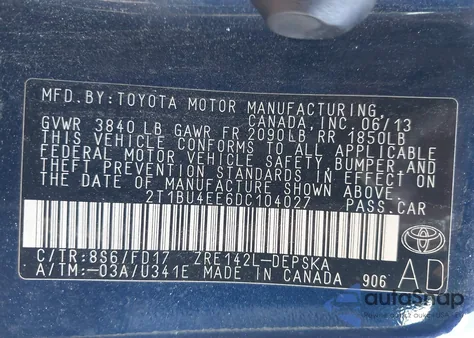 MFD. BY: TOYOTA MOTOR MANUFACTURING,
CANADA, INC. 06/13
GVWR 3840 LB GAWR FR 2090LB RR 1850LB
THIS VEHICLE CONFORMS TO ALL APPLICABLE
FEDERAL MOTOR VEHICLE SAFETY, BUMPER, AND
THEFT PREVENTION STANDARDS IN EFFECT ON
THE DATE OF MANUFACTURE SHOWN ABOVE.
2T1BU4EE6DC104027 PASS.CAR
C/TR:8S6/FD17 ZRE142L-DEPSKA
A/TM:-03A/U341E MADE IN CANADA 906
AD
autoSnap